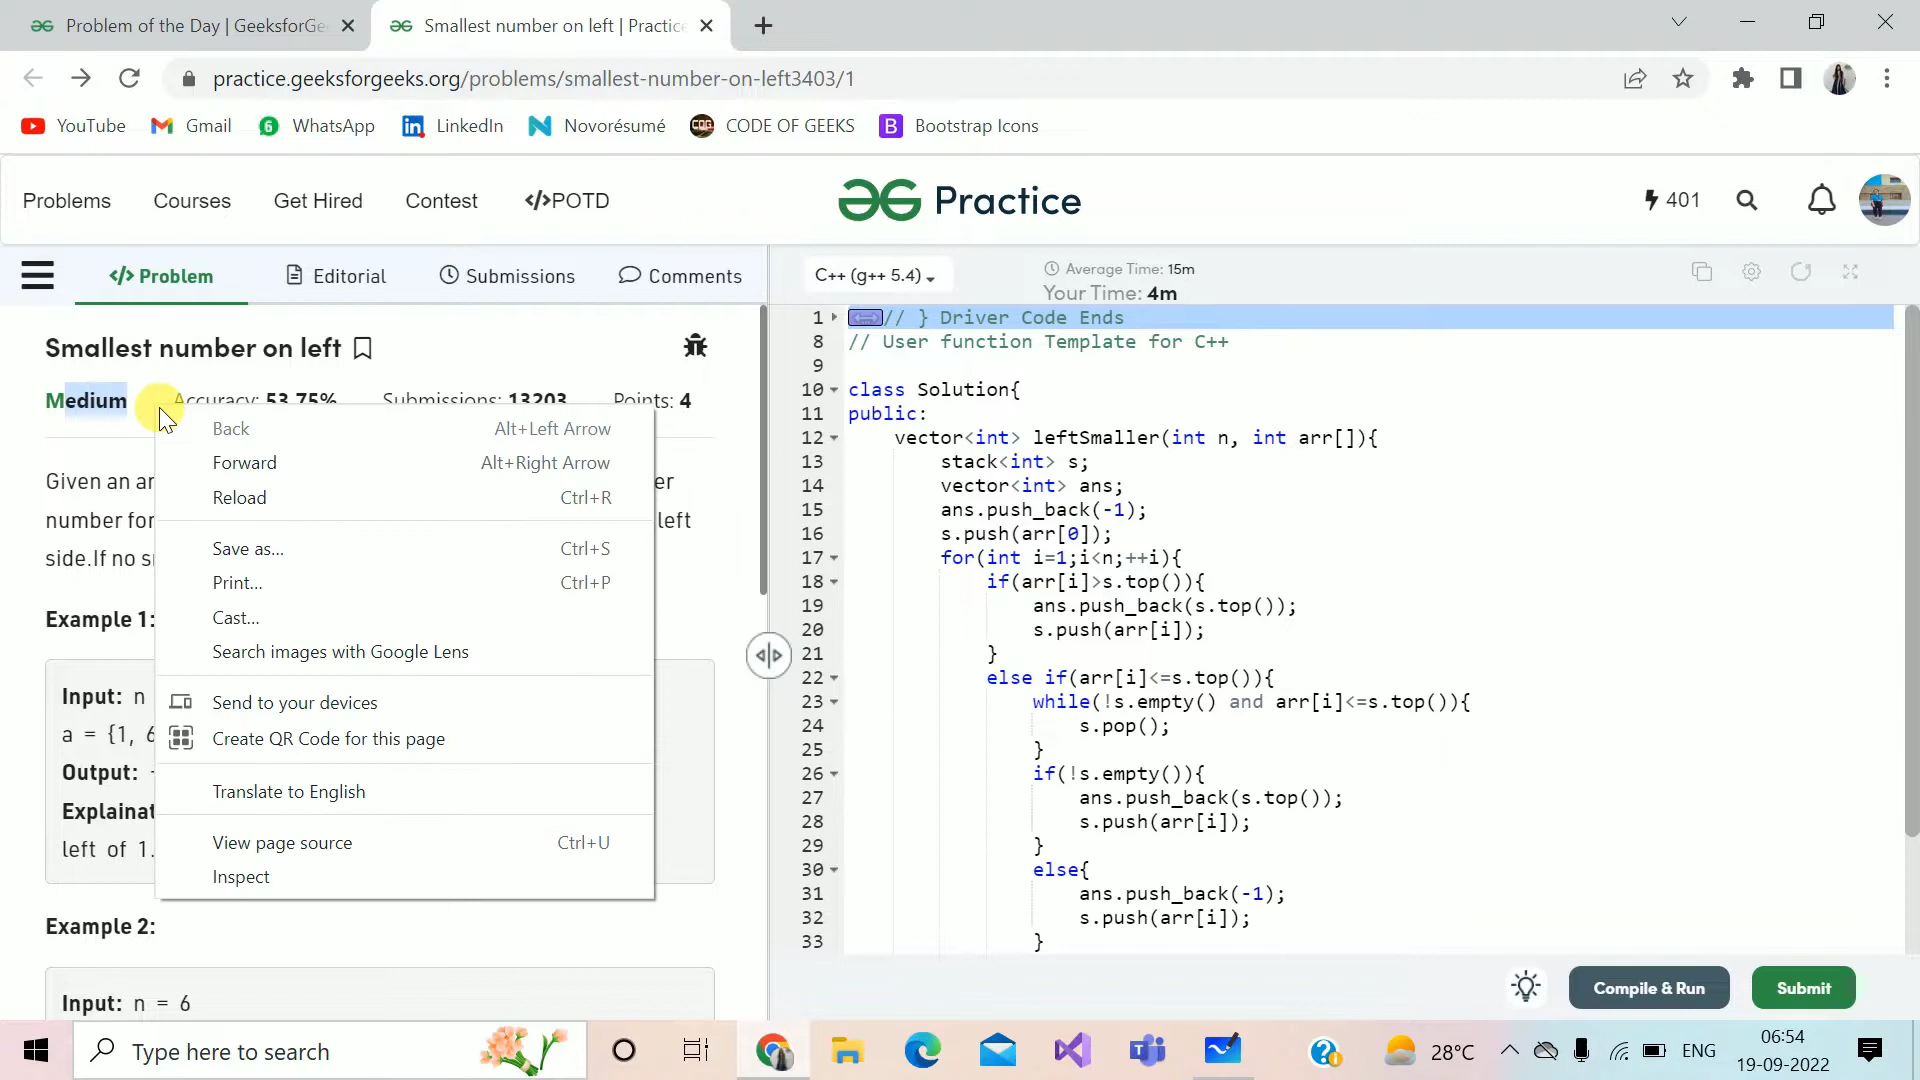 Problem of the Day | GeeksforGe
Smallest number on left | Practice
practice.geeksforgeeks.org/problems/smallest-number-on-left3403/1
YouTube
Gmail
WhatsApp
LinkedIn
Novorésumé
CODE OF GEEKS
Bootstrap Icons
Problems
Courses
Get Hired
Contest
</>POTD
Practice
401
</> Problem
Editorial
Submissions
Comments
C++ (g++ 5.4)
Average Time: 15m
Your Time: 4m
Smallest number on left
Medium
Accuracy: 53.75%
Submissions: 13203
Points: 4
Given an ar
er
number for
left
side.If no s
Example 1:
Input: n
a = {1, 6
Output: -
Explainat
left of 1.
Example 2:
Input: n = 6
Back Alt+Left Arrow
Forward Alt+Right Arrow
Reload Ctrl+R
Save as... Ctrl+S
Print... Ctrl+P
Cast...
Search images with Google Lens
Send to your devices
Create QR Code for this page
Translate to English
View page source Ctrl+U
Inspect
1 // } Driver Code Ends
8 // User function Template for C++
9
10 class Solution{
11 public:
12 vector<int> leftSmaller(int n, int arr[]){
13 stack<int> s;
14 vector<int> ans;
15 ans.push_back(-1);
16 s.push(arr[0]);
17 for(int i=1;i<n;++i){
18 if(arr[i]>s.top()){
19 ans.push_back(s.top());
20 s.push(arr[i]);
21 }
22 else if(arr[i]<=s.top()){
23 while(!s.empty() and arr[i]<=s.top()){
24 s.pop();
25 }
26 if(!s.empty()){
27 ans.push_back(s.top());
28 s.push(arr[i]);
29 }
30 else{
31 ans.push_back(-1);
32 s.push(arr[i]);
33 }
Compile & Run
Submit
Type here to search
28°C
ENG
06:54
19-09-2022